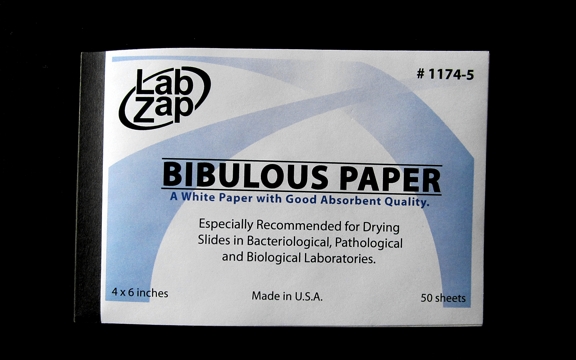 Lab
Zap
# 1174-5
BIBULOUS PAPER
A White Paper with Good Absorbent Quality.
Especially Recommended for Drying
Slides in Bacteriological, Pathological
and Biological Laboratories.
4 x 6 inches
Made in U.S.A.
50 sheets